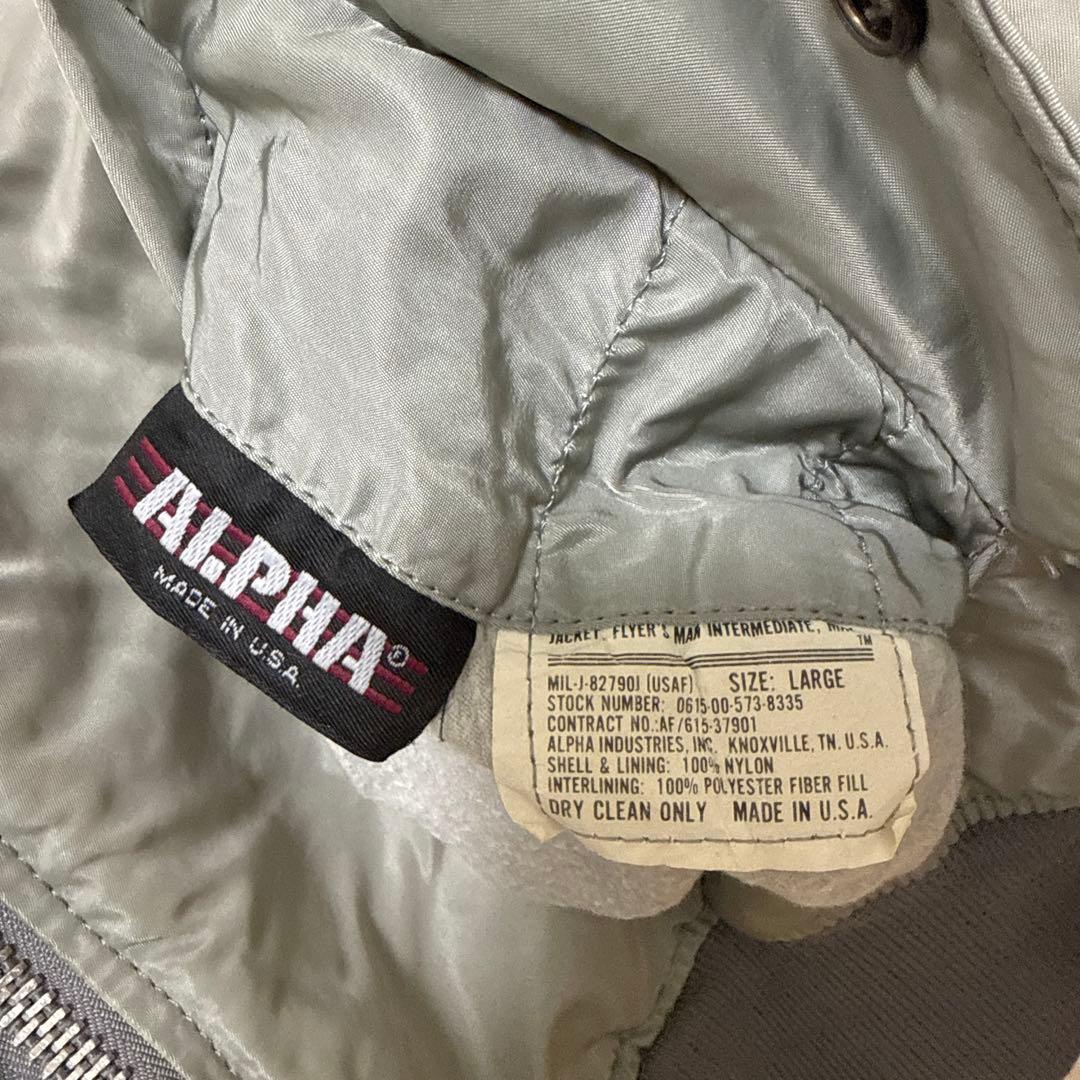 ALPHA®
MADE IN U.S.A.
JACKET, FLYER'S MAN INTERMEDIATE,
TM
MIL-J-82790J (USAF) SIZE: LARGE
STOCK NUMBER: 0615-00-573-8335
CONTRACT NO.:AF/615-37901
ALPHA INDUSTRIES, INC. KNOXVILLE, TN. U.S.A.
SHELL & LINING: 100% NYLON
INTERLINING: 100% POLYESTER FIBER FILL
DRY CLEAN ONLY MADE IN U.S.A.